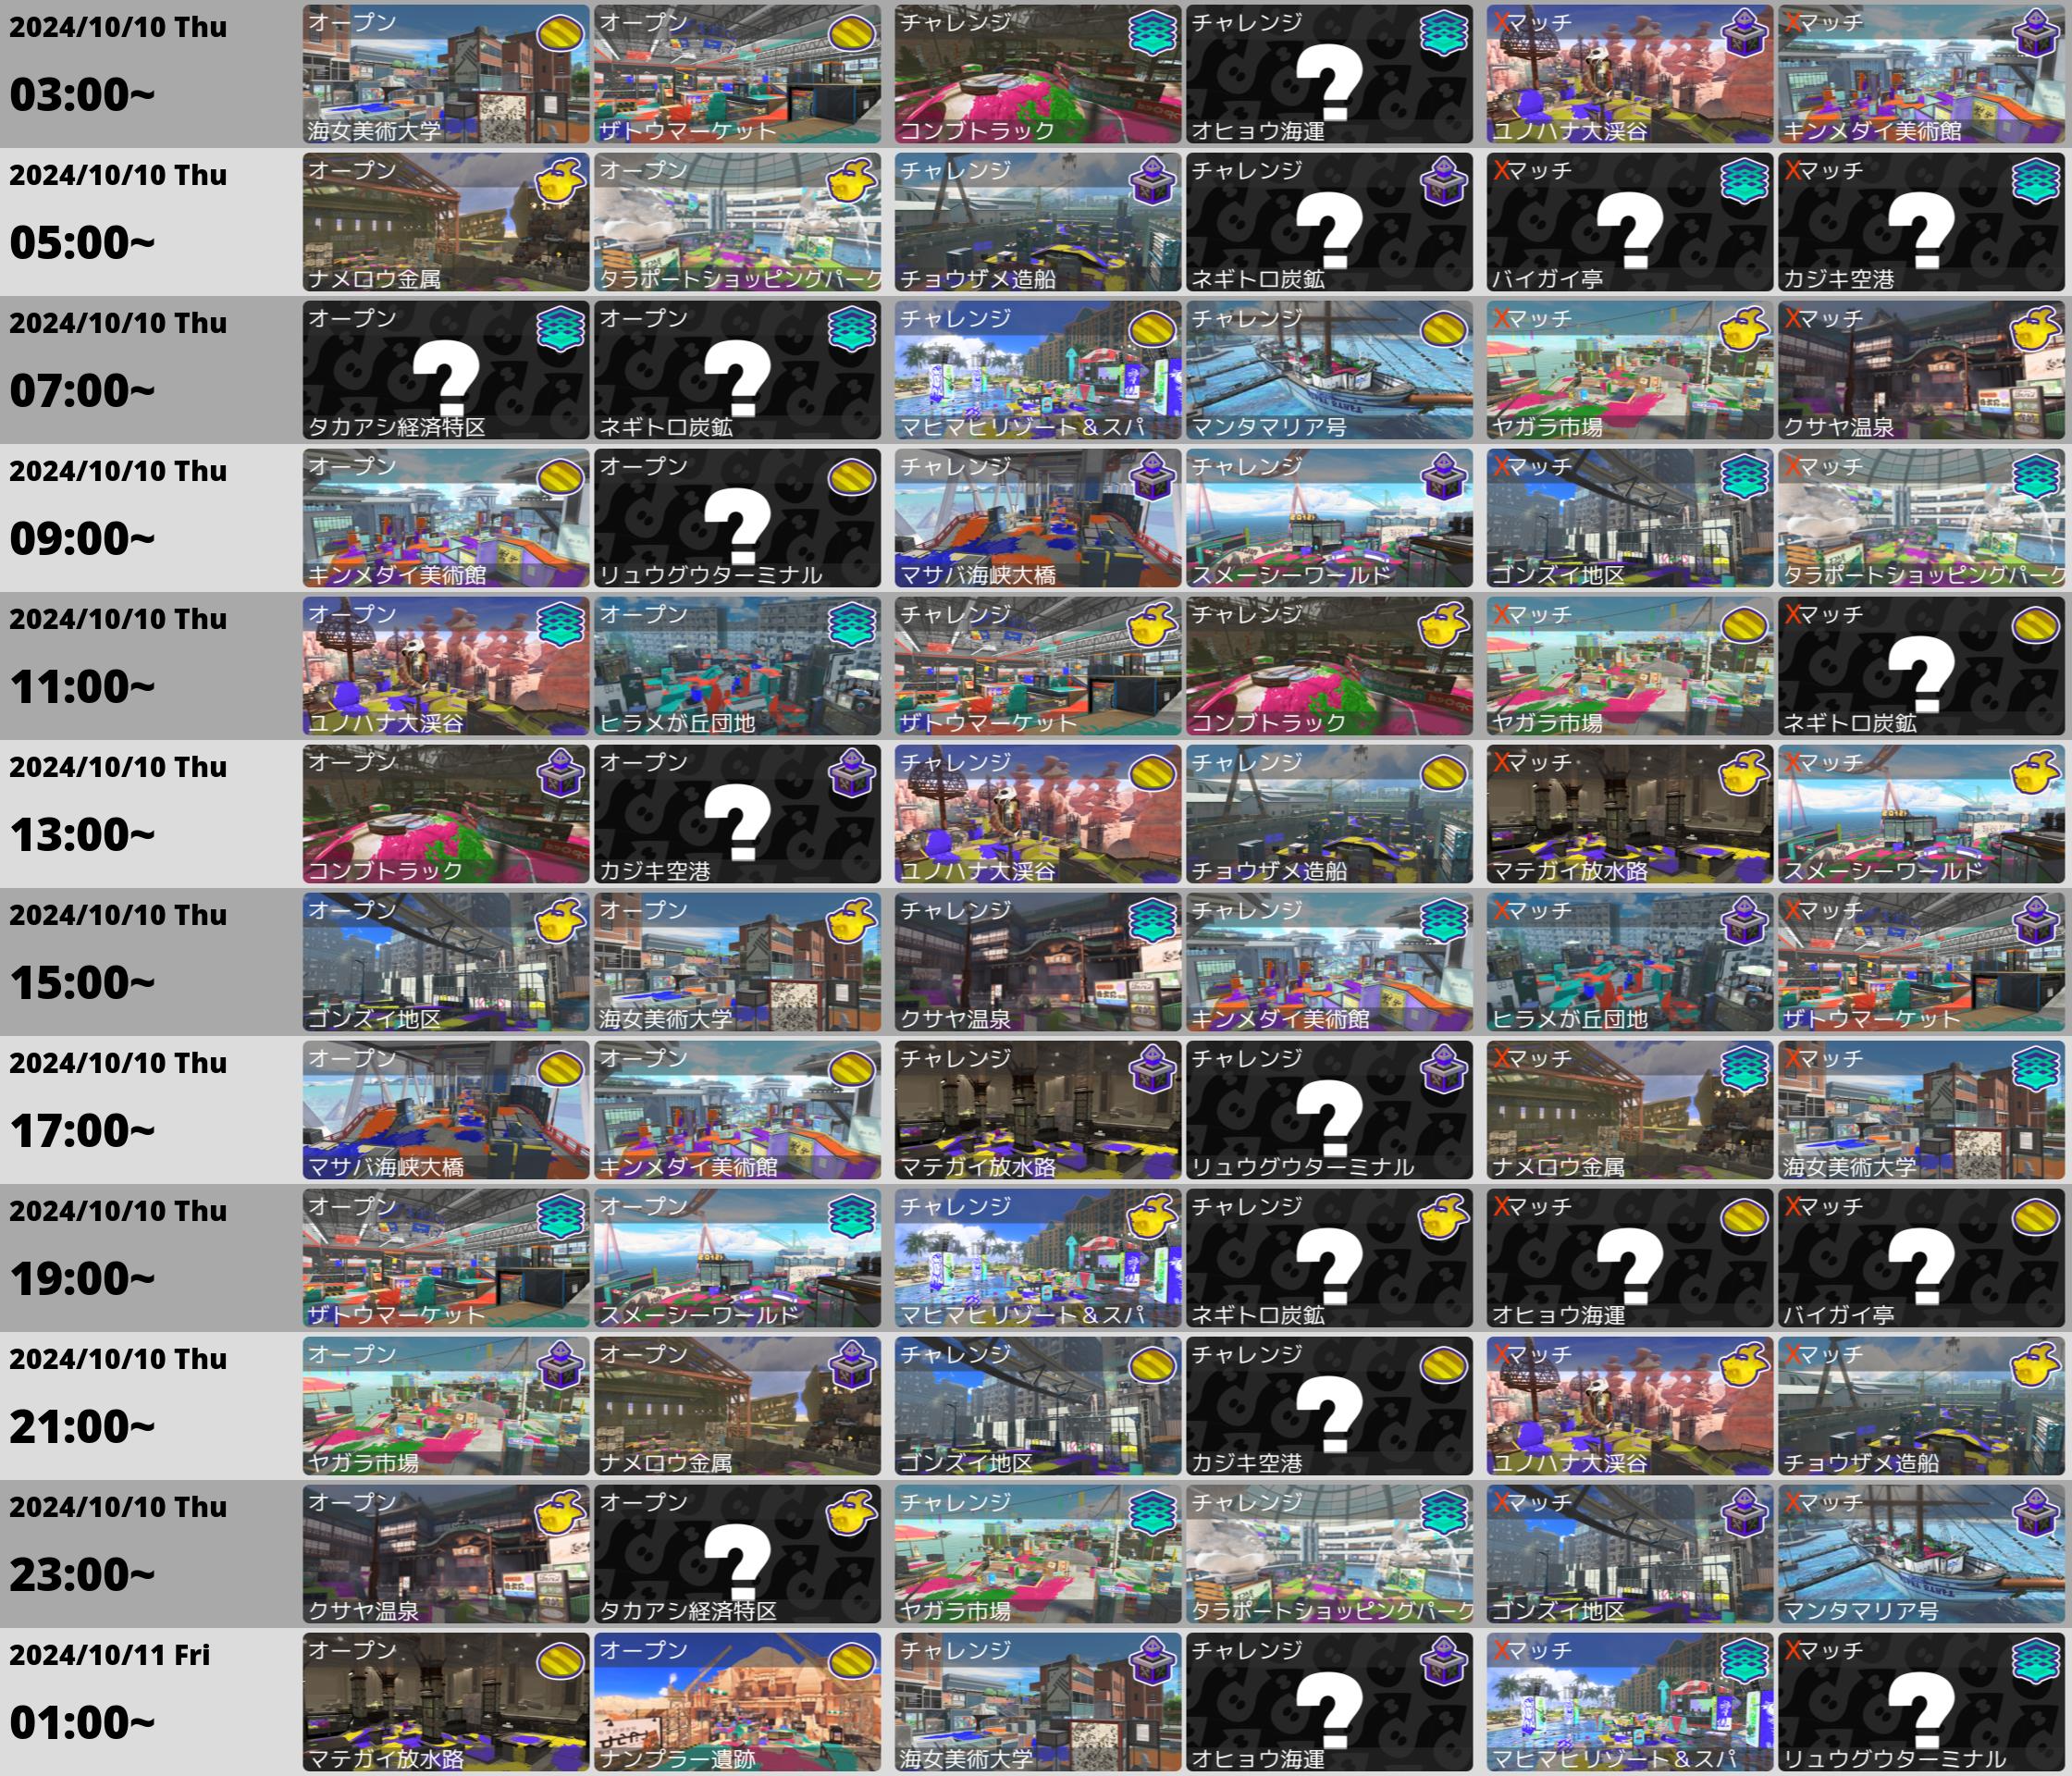 2024/10/10 Thu
03:00~
オープン オープン チャレンジ チャレンジ Xマッチ Xマッチ
海女美術大学 ザトウマーケット コンブトラック オヒョウ海運 ユノハナ大渓谷 キンメダイ美術館
2024/10/10 Thu
05:00~
オープン オープン チャレンジ チャレンジ Xマッチ Xマッチ
ナメロウ金属 タラポートショッピングパーク チョウザメ造船 ネギトロ炭鉱 バイガイ亭 カジキ空港
2024/10/10 Thu
07:00~
オープン オープン チャレンジ チャレンジ Xマッチ Xマッチ
タカアシ経済特区 ネギトロ炭鉱 マヒマヒリゾート＆スパ マンタマリア号 ヤガラ市場 クサヤ温泉
2024/10/10 Thu
09:00~
オープン オープン チャレンジ チャレンジ Xマッチ Xマッチ
キンメダイ美術館 リュウグウターミナル マサバ海峡大橋 スメーシーワールド ゴンズイ地区 タラポートショッピングパーク
2024/10/10 Thu
11:00~
オープン オープン チャレンジ チャレンジ Xマッチ Xマッチ
ユノハナ大渓谷 ヒラメが丘団地 ザトウマーケット コンブトラック ヤガラ市場 ネギトロ炭鉱
2024/10/10 Thu
13:00~
オープン オープン チャレンジ チャレンジ Xマッチ Xマッチ
コンブトラック カジキ空港 ユノハナ大渓谷 チョウザメ造船 マテガイ放水路 スメーシーワールド
2024/10/10 Thu
15:00~
オープン オープン チャレンジ チャレンジ Xマッチ Xマッチ
ゴンズイ地区 海女美術大学 クサヤ温泉 キンメダイ美術館 ヒラメが丘団地 ザトウマーケット
2024/10/10 Thu
17:00~
オープン オープン チャレンジ チャレンジ Xマッチ Xマッチ
マサバ海峡大橋 キンメダイ美術館 マテガイ放水路 リュウグウターミナル ナメロウ金属 海女美術大学
2024/10/10 Thu
19:00~
オープン オープン チャレンジ チャレンジ Xマッチ Xマッチ
ザトウマーケット スメーシーワールド マヒマヒリゾート＆スパ ネギトロ炭鉱 オヒョウ海運 バイガイ亭
2024/10/10 Thu
21:00~
オープン オープン チャレンジ チャレンジ Xマッチ Xマッチ
ヤガラ市場 ナメロウ金属 ゴンズイ地区 カジキ空港 ユノハナ大渓谷 チョウザメ造船
2024/10/10 Thu
23:00~
オープン オープン チャレンジ チャレンジ Xマッチ Xマッチ
クサヤ温泉 タカアシ経済特区 ヤガラ市場 タラポートショッピングパーク ゴンズイ地区 マンタマリア号
2024/10/11 Fri
01:00~
オープン オープン チャレンジ チャレンジ Xマッチ Xマッチ
マテガイ放水路 ナンプラー遺跡 海女美術大学 オヒョウ海運 マヒマヒリゾート＆スパ リュウグウターミナル